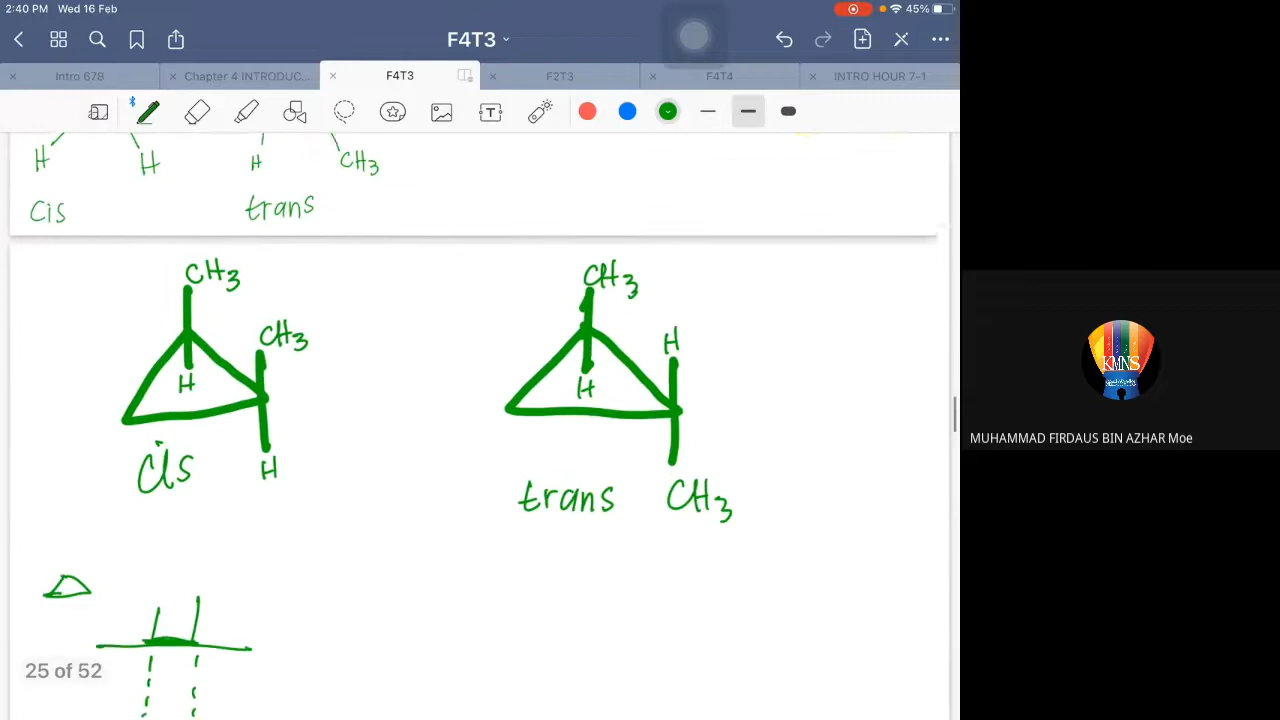 2:40 PM Wed 16 Feb
45%
F4T3
Intro 678
Chapter 4 INTRODUC...
F4T3
F2T3
F4T4
INTRO HOUR 7-1
T
H H H CH3
Cis trans
CH3 CH3
CH3 H
H H
Cis H
trans CH3
25 of 52
KMNS
MUHAMMAD FIRDAUS BIN AZHAR Moe